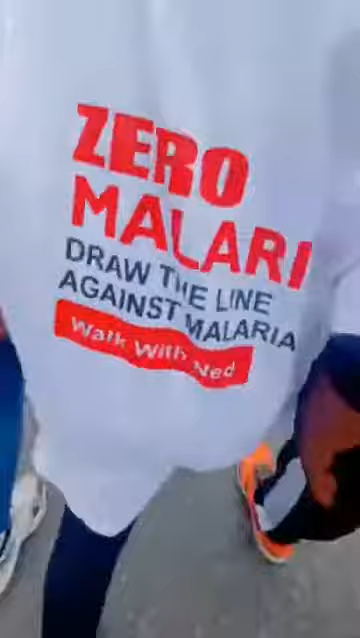 ZERO
MALARI
DRAW THE LINE
AGAINST MALARIA
Walk With Ned